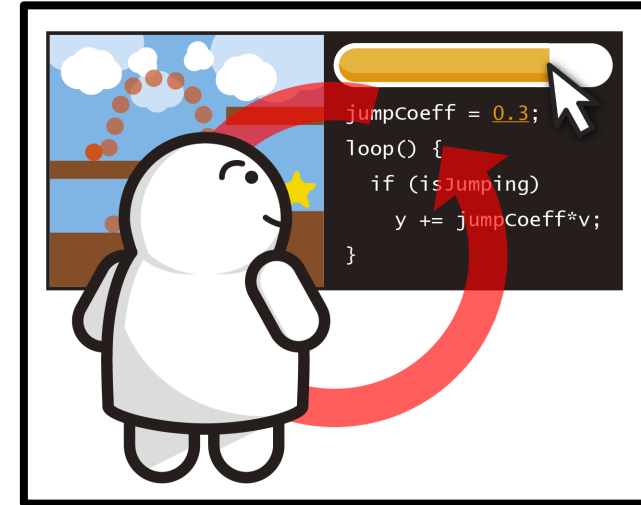 jumpCoeff = 0.3;
loop() {
if (isJumping)
y += jumpCoeff*v;
}